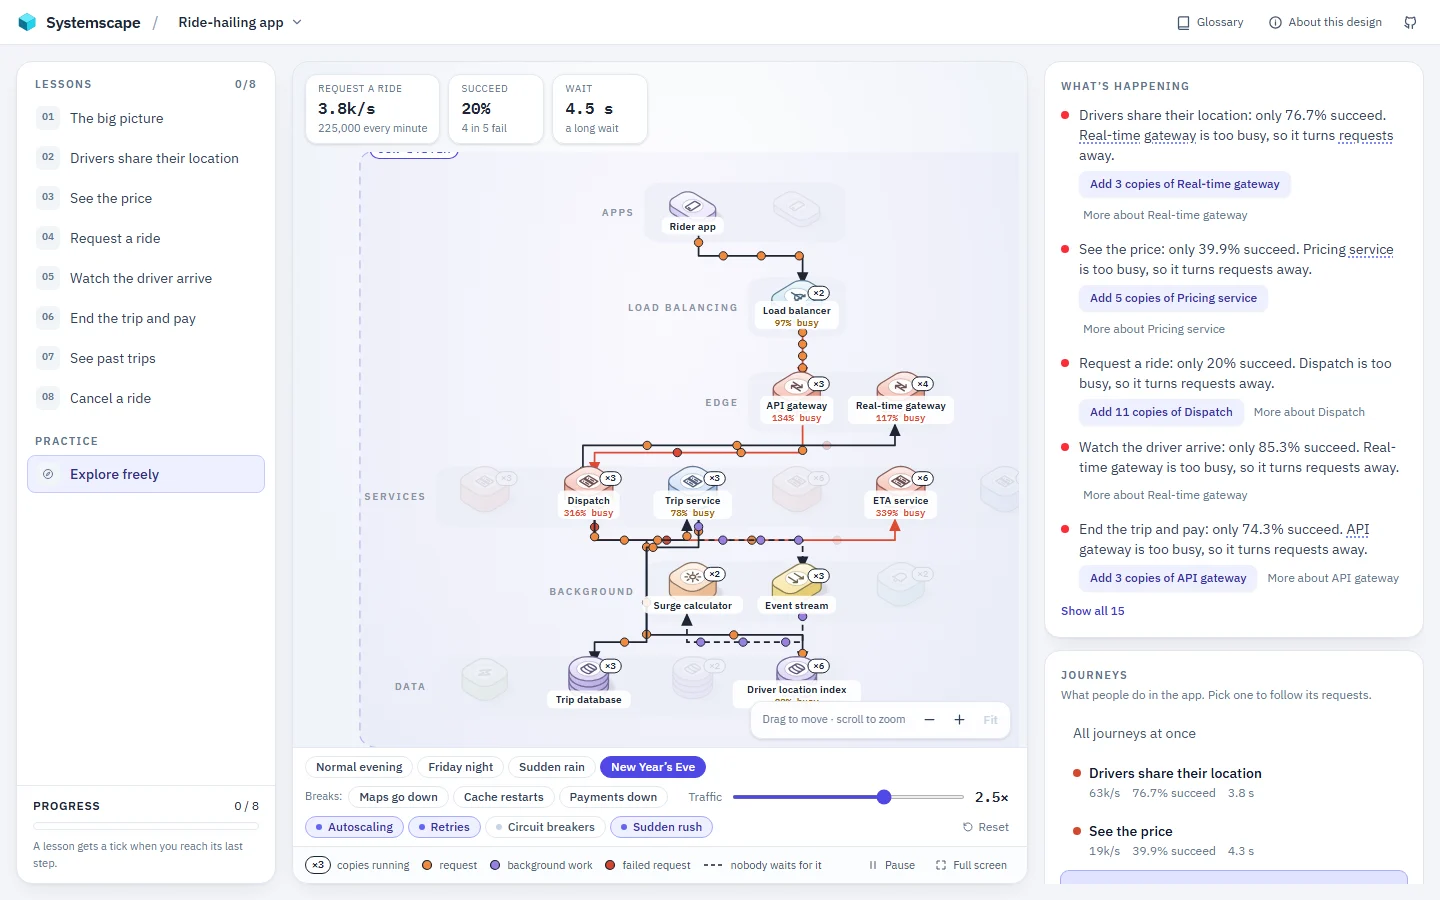 Systemscape / Ride-hailing app
Glossary
About this design
LESSONS 0/8
01 The big picture
02 Drivers share their location
03 See the price
04 Request a ride
05 Watch the driver arrive
06 End the trip and pay
07 See past trips
08 Cancel a ride
PRACTICE
Explore freely
PROGRESS 0 / 8
A lesson gets a tick when you reach its last
step.
REQUEST A RIDE
3.8k/s
225,000 every minute
SUCCEED
20%
4 in 5 fail
WAIT
4.5 s
a long wait
APPS
Rider app
LOAD BALANCING
×2
Load balancer
97% busy
EDGE
×3
API gateway
134% busy
×4
Real-time gateway
117% busy
SERVICES
×3
×3
Dispatch
316% busy
×3
Trip service
78% busy
×6
×6
ETA service
339% busy
BACKGROUND
×2
Surge calculator
×3
Event stream
×2
DATA
×3
Trip database
×2
×6
Driver location index
Drag to move · scroll to zoom − + Fit
Normal evening
Friday night
Sudden rain
New Year's Eve
Breaks:
Maps go down
Cache restarts
Payments down
Traffic
2.5×
Autoscaling
Retries
Circuit breakers
Sudden rush
Reset
×3 copies running
request
background work
failed request
nobody waits for it
Pause
Full screen
WHAT'S HAPPENING
Drivers share their location: only 76.7% succeed.
Real-time gateway is too busy, so it turns requests
away.
Add 3 copies of Real-time gateway
More about Real-time gateway
See the price: only 39.9% succeed. Pricing service
is too busy, so it turns requests away.
Add 5 copies of Pricing service
More about Pricing service
Request a ride: only 20% succeed. Dispatch is too
busy, so it turns requests away.
Add 11 copies of Dispatch
More about Dispatch
Watch the driver arrive: only 85.3% succeed. Real-
time gateway is too busy, so it turns requests away.
More about Real-time gateway
End the trip and pay: only 74.3% succeed. API
gateway is too busy, so it turns requests away.
Add 3 copies of API gateway
More about API gateway
Show all 15
JOURNEYS
What people do in the app. Pick one to follow its requests.
All journeys at once
Drivers share their location
63k/s 76.7% succeed 3.8 s
See the price
19k/s 39.9% succeed 4.3 s